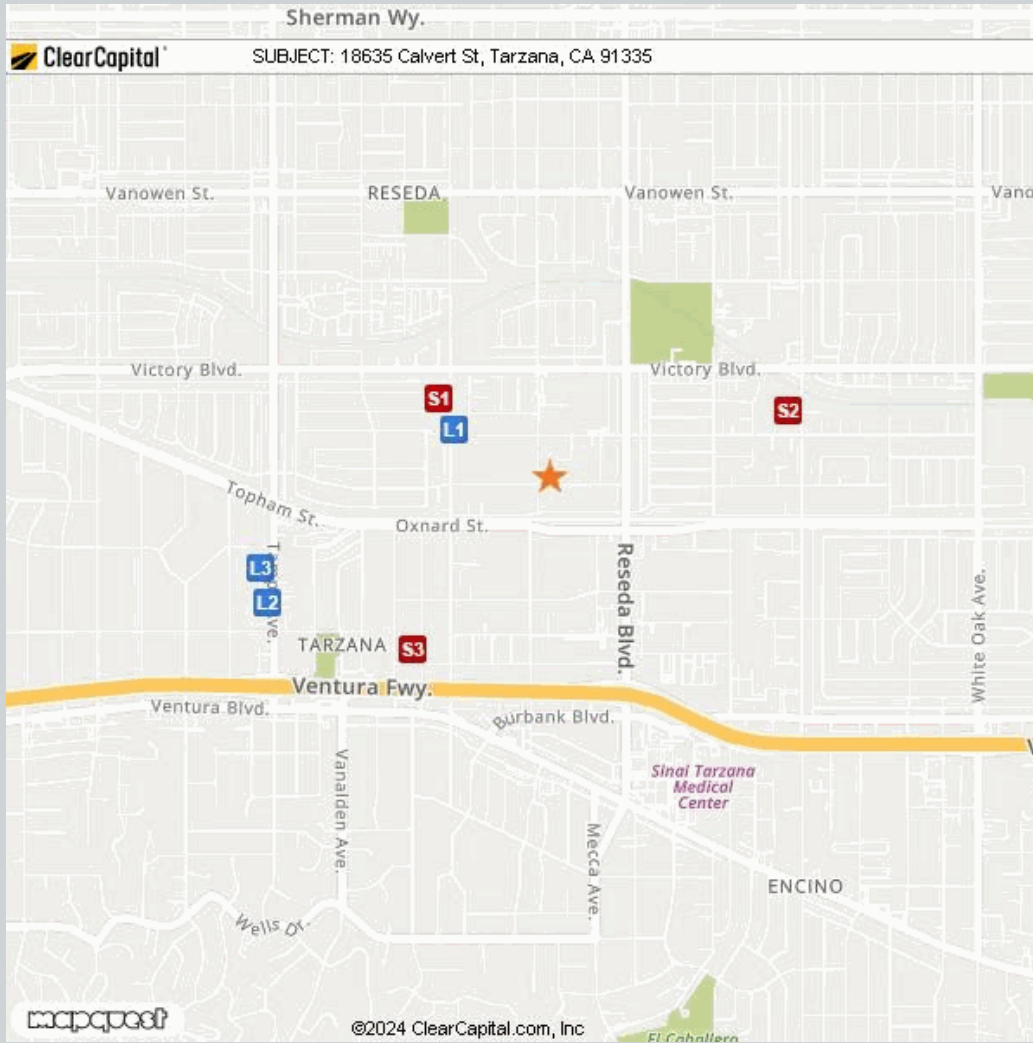 Sherman Wy.
ClearCapital
SUBJECT: 18635 Calvert St, Tarzana, CA 91335
Vanowen St.
RESEDA
Vanowen St.
Vano
Victory Blvd.
Victory Blvd.
S1
L1
S2
Topham St.
Oxnard St.
Reseda Blvd.
White Oak Ave.
L3
L2
ve.
TARZANA
S3
Ventura Fwy.
Ventura Blvd.
Burbank Blvd.
Vanalden Ave.
Sinai Tarzana
Medical
Center
Mecca Ave.
ENCINO
Wells Dr.
mapquest
©2024 ClearCapital.com, Inc
El Caballero